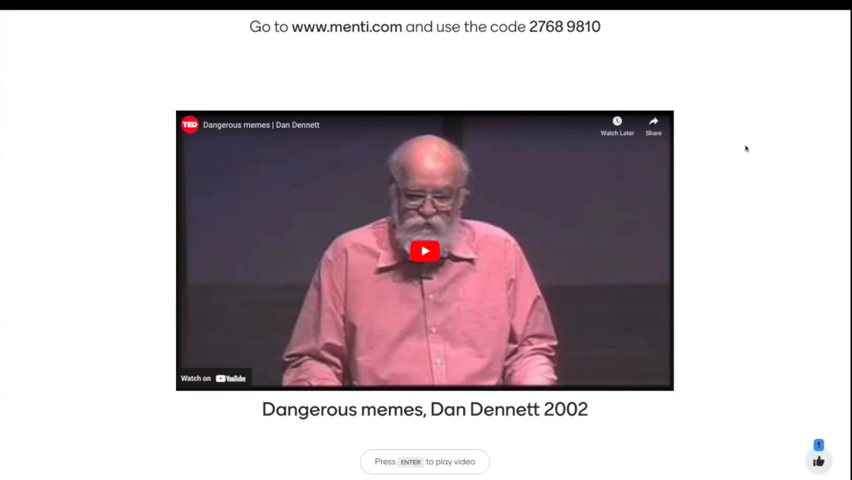 Go to www.menti.com and use the code 2768 9810
TED
Dangerous memes | Dan Dennett
Watch Later
Share
Watch on YouTube
Dangerous memes, Dan Dennett 2002
Press ENTER to play video
1